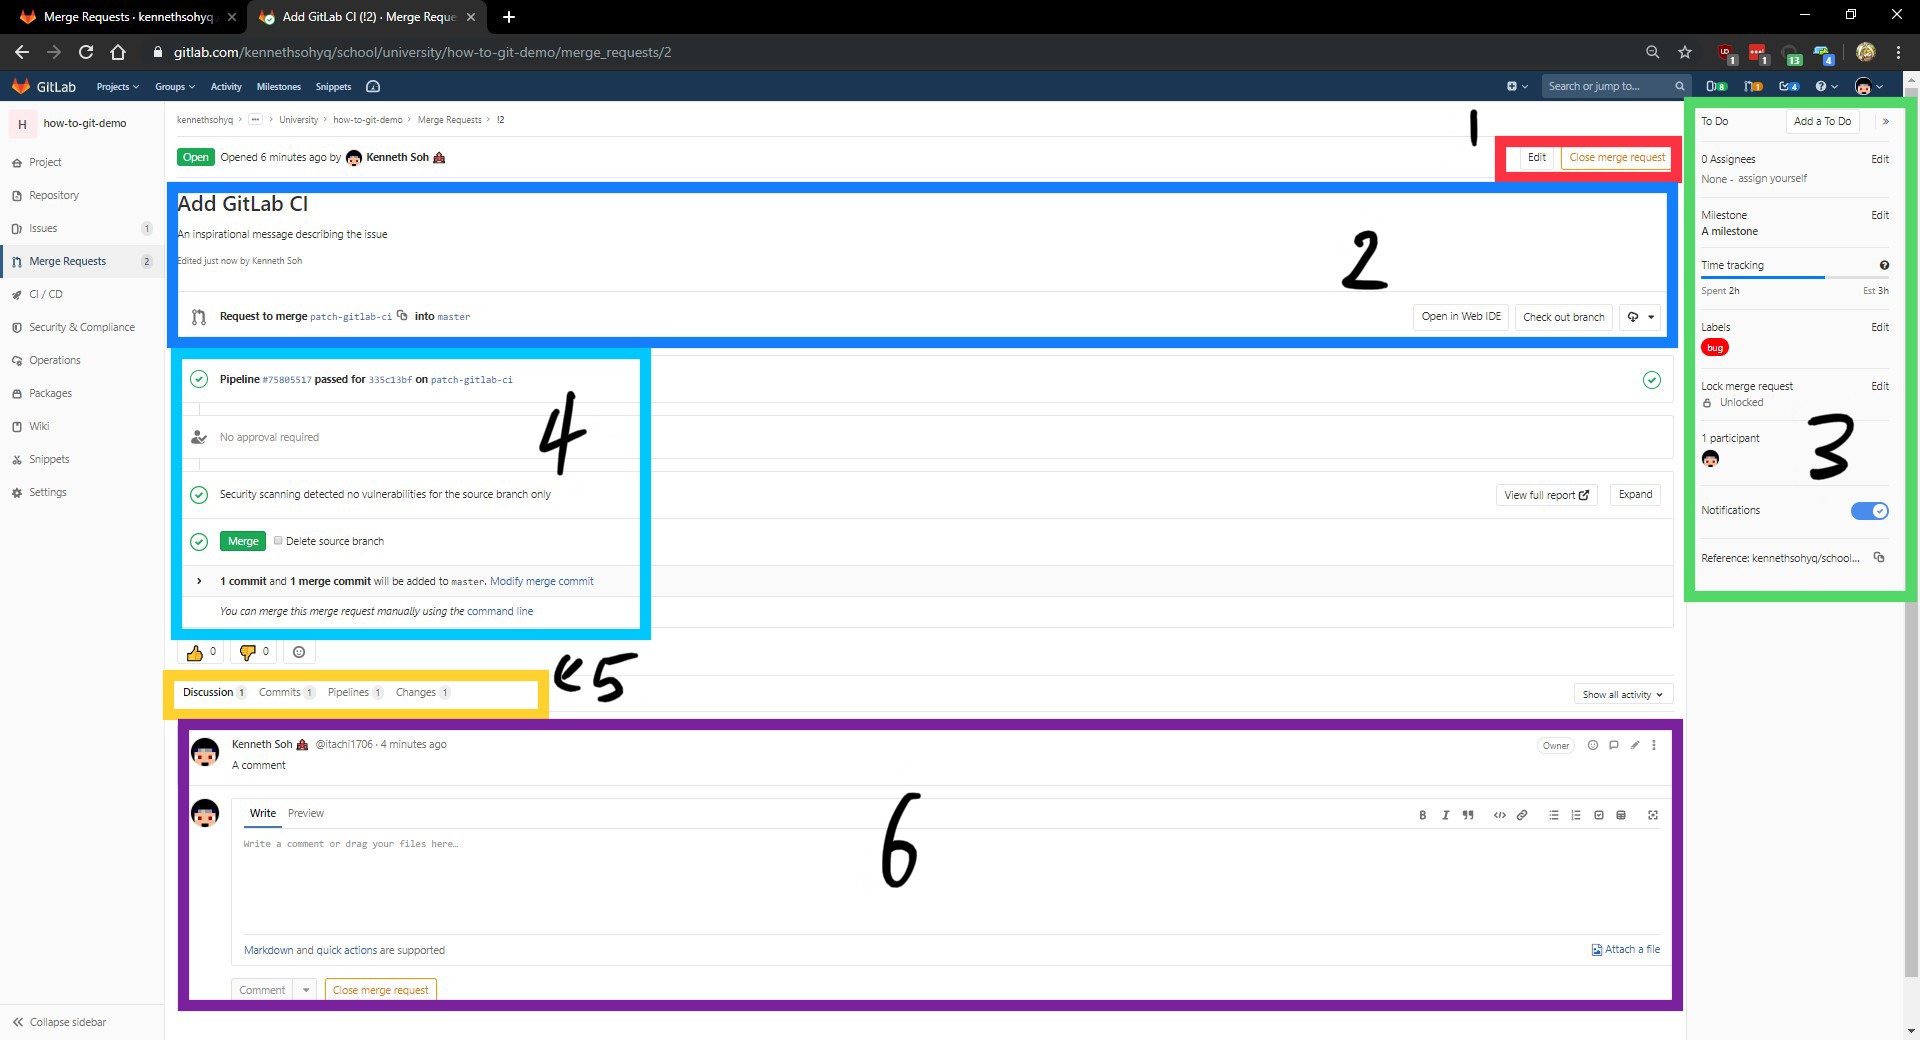 Merge Requests · kennethsohyq
Add GitLab CI (!2) · Merge Reque
gitlab.com/kennethsohyq/school/university/how-to-git-demo/merge_requests/2
1
1
13
4
GitLab
Projects
Groups
Activity
Milestones
Snippets
Search or jump to...
8
1
4
H
how-to-git-demo
Project
Repository
Issues 1
Merge Requests 2
CI / CD
Security & Compliance
Operations
Packages
Wiki
Snippets
Settings
Collapse sidebar
kennethsohyq > ... > University > how-to-git-demo > Merge Requests > !2
1
Open Opened 6 minutes ago by Kenneth Soh
Edit
Close merge request
Add GitLab CI
An inspirational message describing the issue
Edited just now by Kenneth Soh
2
Request to merge patch-gitlab-ci into master
Open in Web IDE
Check out branch
Pipeline #75805517 passed for 335c13bf on patch-gitlab-ci
4
No approval required
Security scanning detected no vulnerabilities for the source branch only
View full report
Expand
Merge Delete source branch
1 commit and 1 merge commit will be added to master. Modify merge commit
You can merge this merge request manually using the command line
0
0
5
Discussion 1 Commits 1 Pipelines 1 Changes 1
Show all activity
Kenneth Soh @itachi1706 · 4 minutes ago
Owner
A comment
Write Preview
B I
Write a comment or drag your files here…
6
Markdown and quick actions are supported
Attach a file
Comment
Close merge request
To Do
Add a To Do
»
0 Assignees Edit
None - assign yourself
Milestone Edit
A milestone
Time tracking
Spent 2h Est 3h
Labels Edit
bug
Lock merge request Edit
Unlocked
1 participant
3
Notifications
Reference: kennethsohyq/school...